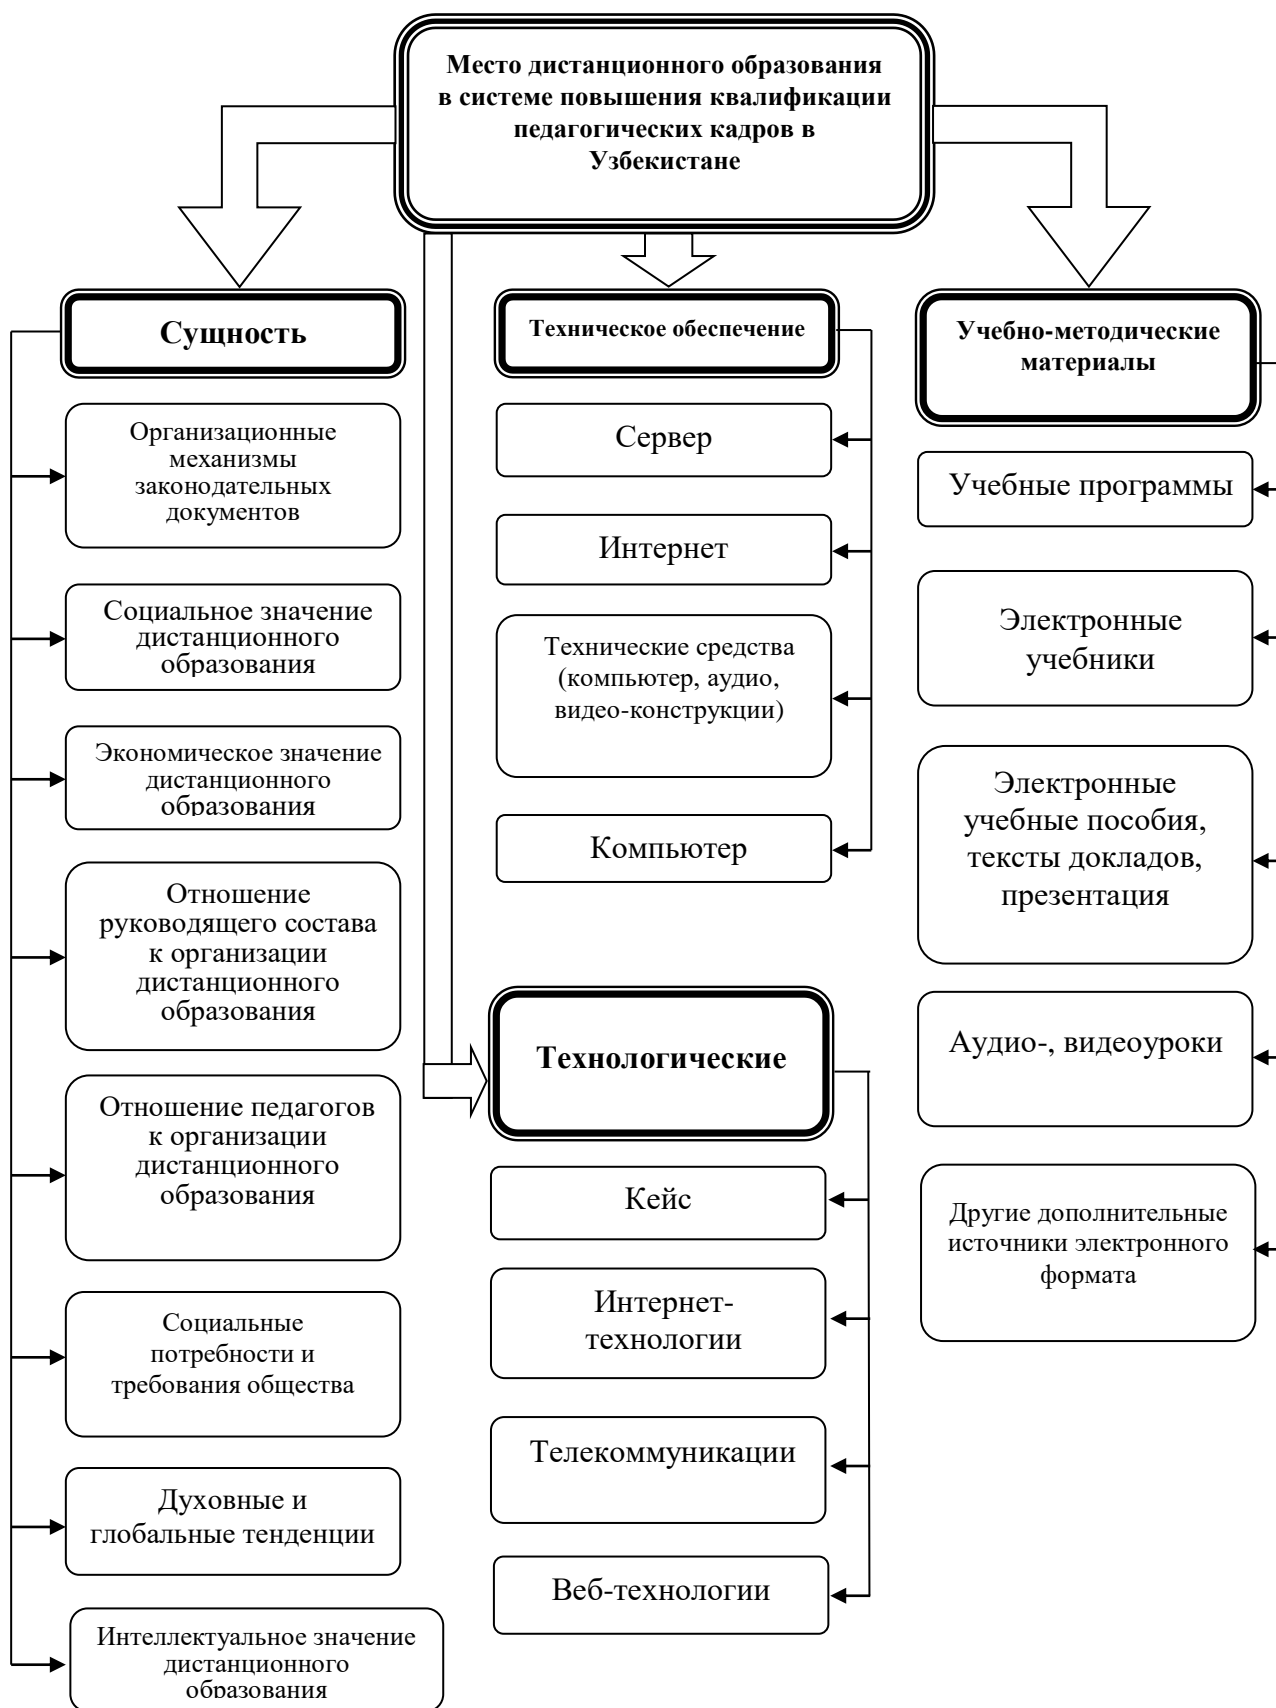 Место дистанционного образования
в системе повышения квалификации
педагогических кадров в
Узбекистане
Сущность
Организационные
механизмы
законодательных
документов
Социальное значение
дистанционного
образования
Экономическое значение
дистанционного
образования
Отношение
руководящего состава
к организации
дистанционного
образования
Отношение педагогов
к организации
дистанционного
образования
Социальные
потребности и
требования общества
Духовные и
глобальные тенденции
Интеллектуальное значение
дистанционного
образования
Техническое обеспечение
Сервер
Интернет
Технические средства
(компьютер, аудио,
видео-конструкции)
Компьютер
Технологические
Кейс
Интернет-
технологии
Телекоммуникации
Веб-технологии
Учебно-методические
материалы
Учебные программы
Электронные
учебники
Электронные
учебные пособия,
тексты докладов,
презентация
Аудио-, видеоуроки
Другие дополнительные
источники электронного
формата